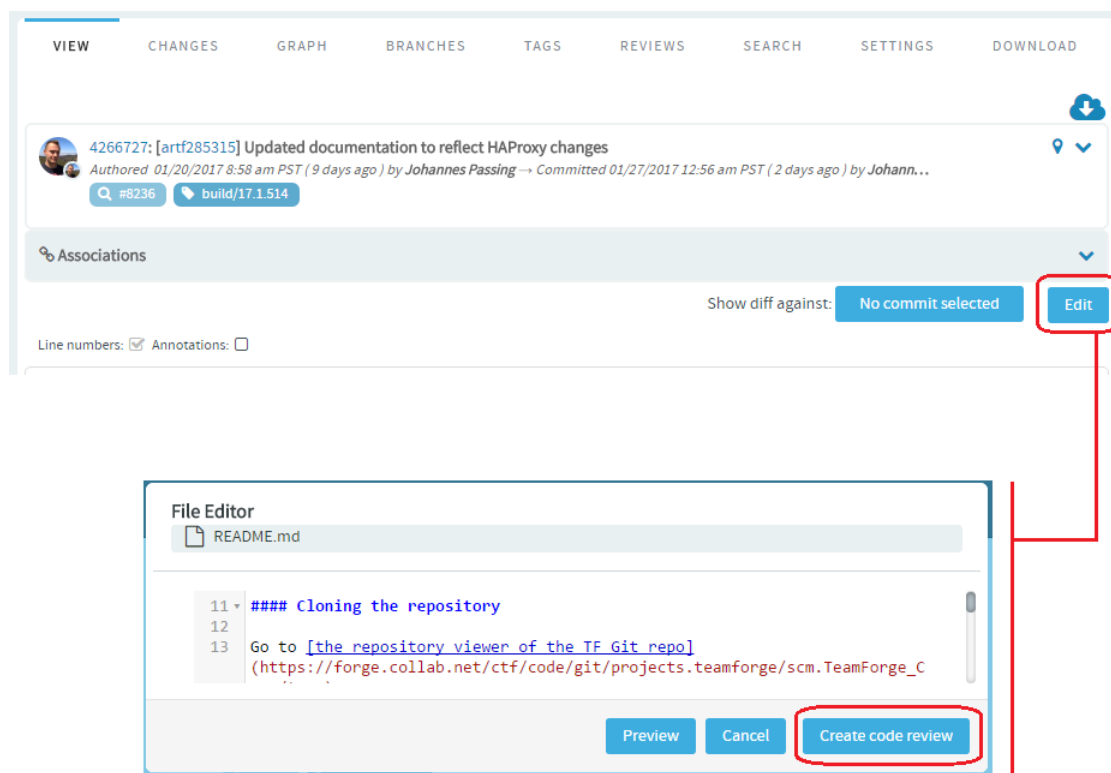 VIEW CHANGES GRAPH BRANCHES TAGS REVIEWS SEARCH SETTINGS DOWNLOAD
4266727: [artf285315] Updated documentation to reflect HAProxy changes
Authored 01/20/2017 8:58 am PST ( 9 days ago ) by Johannes Passing → Committed 01/27/2017 12:56 am PST ( 2 days ago ) by Johann...
#8236 build/17.1.514
Associations
Show diff against: No commit selected Edit
Line numbers: Annotations:
File Editor
README.md
11 #### Cloning the repository
12
13 Go to [the repository viewer of the TF Git repo]
(https://forge.collab.net/ctf/code/git/projects.teamforge/scm.TeamForge_C
Preview Cancel Create code review